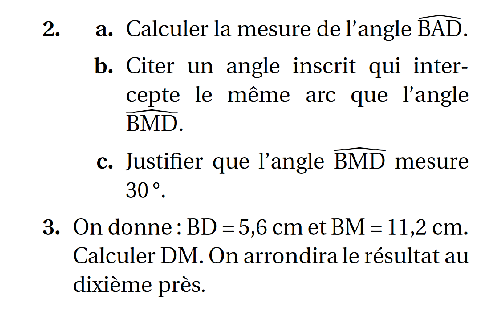 2. a. Calculer la mesure de l'angle \widehat{BAD}.
b. Citer un angle inscrit qui inter-
cepte le même arc que l'angle
\widehat{BMD}.
c. Justifier que l'angle \widehat{BMD} mesure
30°.
3. On donne : BD = 5,6 cm et BM = 11,2 cm.
Calculer DM. On arrondira le résultat au
dixième près.